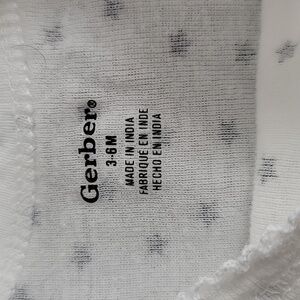 Gerber®
3-6M
MADE IN INDIA
FABRIQUÉ EN INDE
HECHO EN INDIA